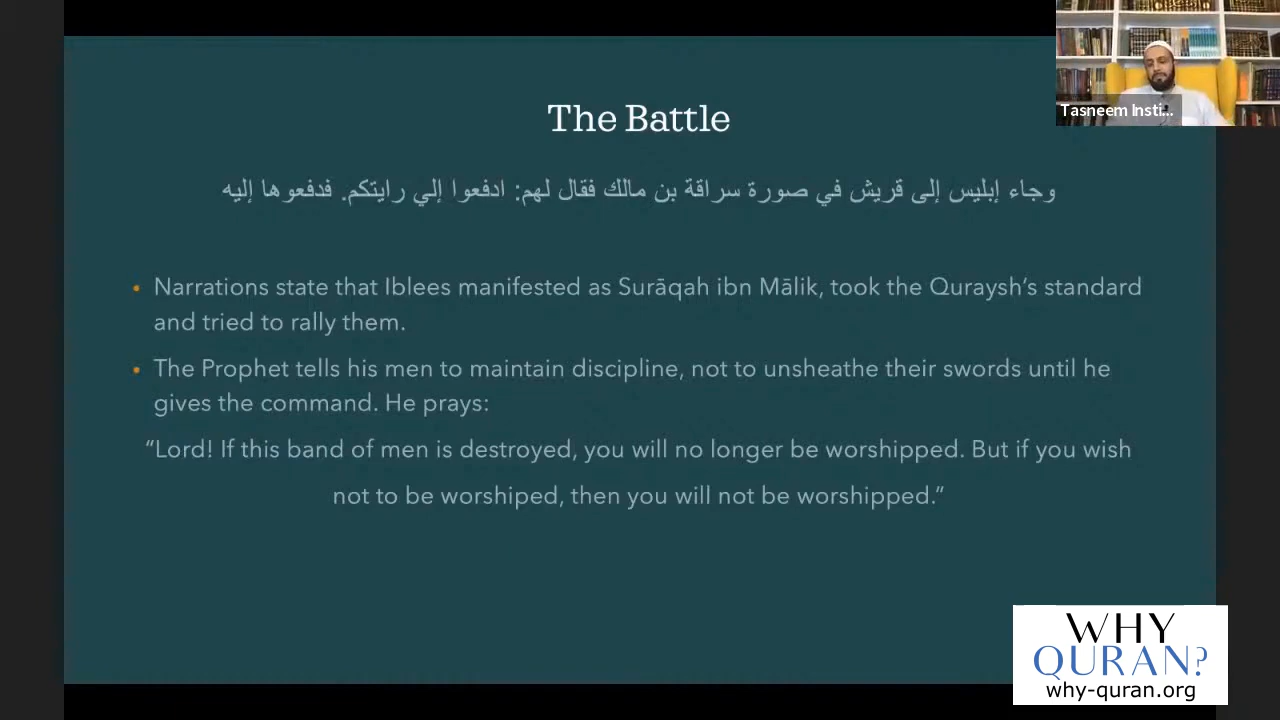 Tasneem Insti...
The Battle
وجاء إبليس إلى قريش في صورة سراقة بن مالك فقال لهم: ادفعوا إلي رايتكم. فدفعوها إليه
• Narrations state that Iblees manifested as Surāqah ibn Mālik, took the Quraysh’s standard
and tried to rally them.
• The Prophet tells his men to maintain discipline, not to unsheathe their swords until he
gives the command. He prays:
“Lord! If this band of men is destroyed, you will no longer be worshipped. But if you wish
not to be worshiped, then you will not be worshipped.”
WHY
QURAN?
why-quran.org